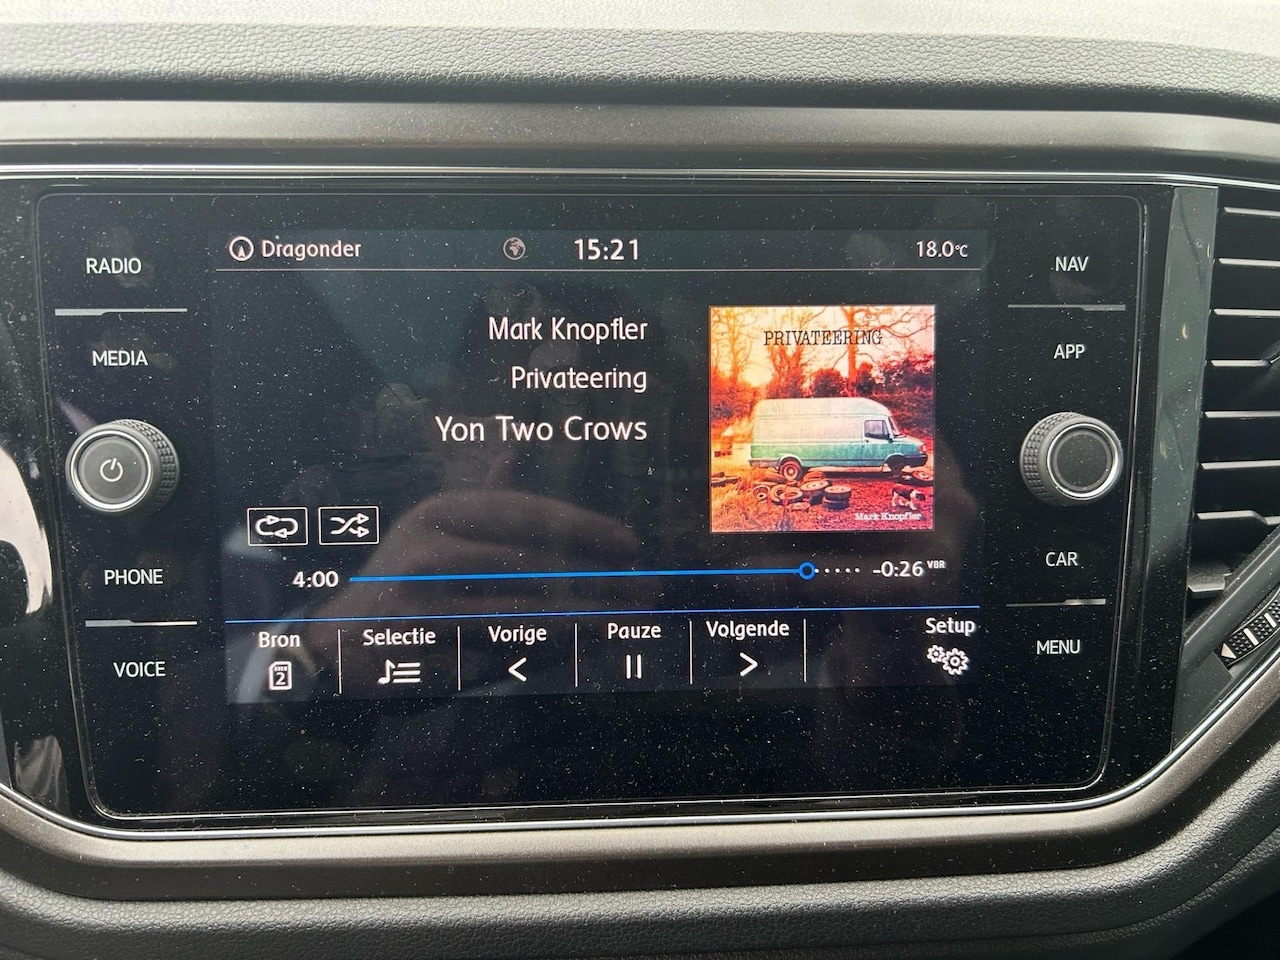 RADIO
MEDIA
PHONE
VOICE
Dragonder
15:21
18.0°C
Mark Knopfler
Privateering
Yon Two Crows
PRIVATEERING
Mark Knopfler
4:00
-0:26 VBR
Bron
2
Selectie
Vorige
Pauze
Volgende
Setup
NAV
APP
CAR
MENU